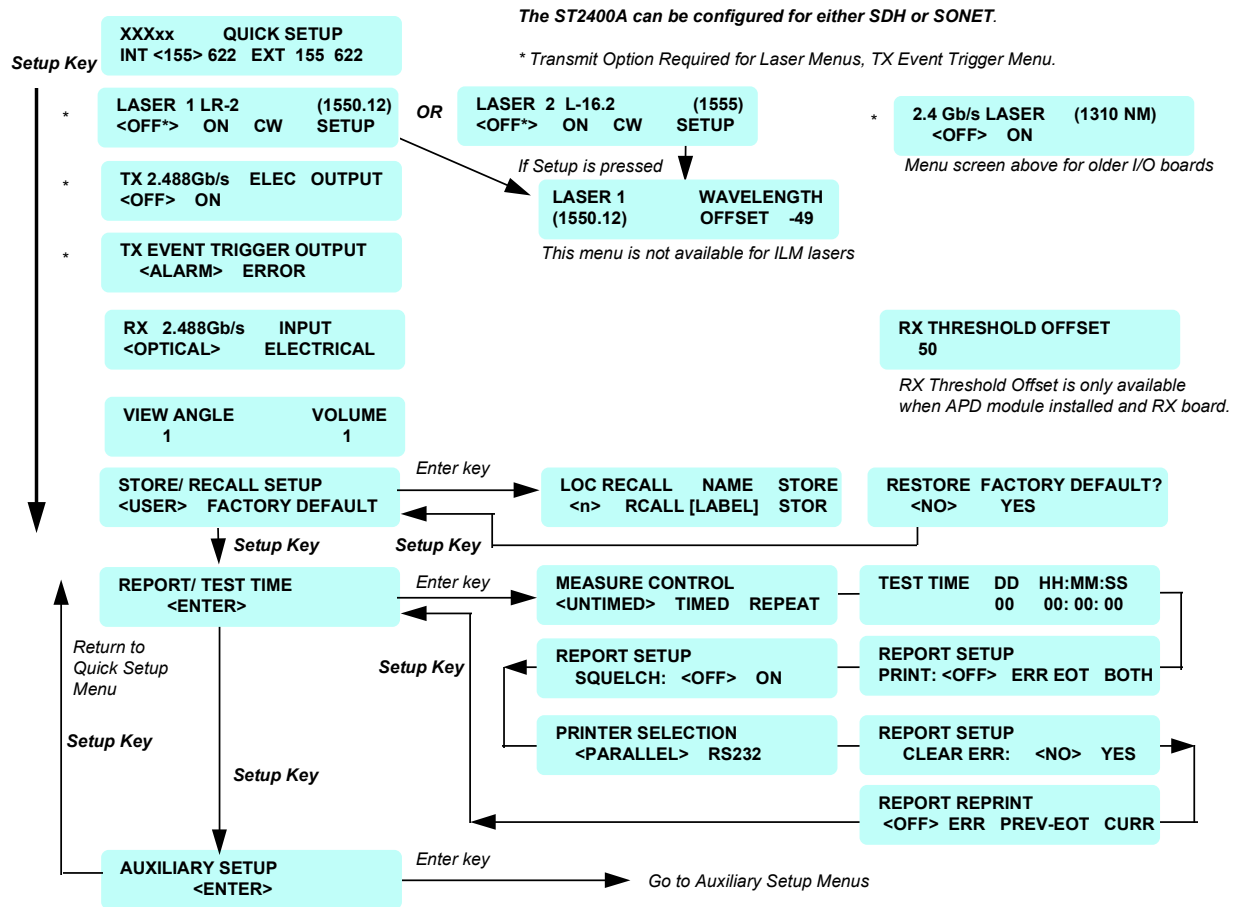 The ST2400A can be configured for either SDH or SONET.
XXXxx QUICK SETUP
INT <155> 622 EXT 155 622
* Transmit Option Required for Laser Menus, TX Event Trigger Menu.
Setup Key
*
LASER 1 LR-2 (1550.12)
<OFF*> ON CW SETUP
OR
LASER 2 L-16.2 (1555)
<OFF*> ON CW SETUP
*
2.4 Gb/s LASER (1310 NM)
<OFF> ON
Menu screen above for older I/O boards
If Setup is pressed
*
TX 2.488Gb/s ELEC OUTPUT
<OFF> ON
LASER 1 WAVELENGTH
(1550.12) OFFSET -49
This menu is not available for ILM lasers
*
TX EVENT TRIGGER OUTPUT
<ALARM> ERROR
RX 2.488Gb/s INPUT
<OPTICAL> ELECTRICAL
RX THRESHOLD OFFSET
50
RX Threshold Offset is only available
when APD module installed and RX board.
VIEW ANGLE VOLUME
1 1
STORE/ RECALL SETUP
<USER> FACTORY DEFAULT
Enter key
LOC RECALL NAME STORE
<n> RCALL [LABEL] STOR
RESTORE FACTORY DEFAULT?
<NO> YES
Setup Key
Setup Key
REPORT/ TEST TIME
<ENTER>
Enter key
MEASURE CONTROL
<UNTIMED> TIMED REPEAT
TEST TIME DD HH:MM:SS
00 00: 00: 00
Return to
Quick Setup
Menu
Setup Key
REPORT SETUP
SQUELCH: <OFF> ON
REPORT SETUP
PRINT: <OFF> ERR EOT BOTH
Setup Key
PRINTER SELECTION
<PARALLEL> RS232
REPORT SETUP
CLEAR ERR: <NO> YES
Setup Key
REPORT REPRINT
<OFF> ERR PREV-EOT CURR
AUXILIARY SETUP
<ENTER>
Enter key
Go to Auxiliary Setup Menus